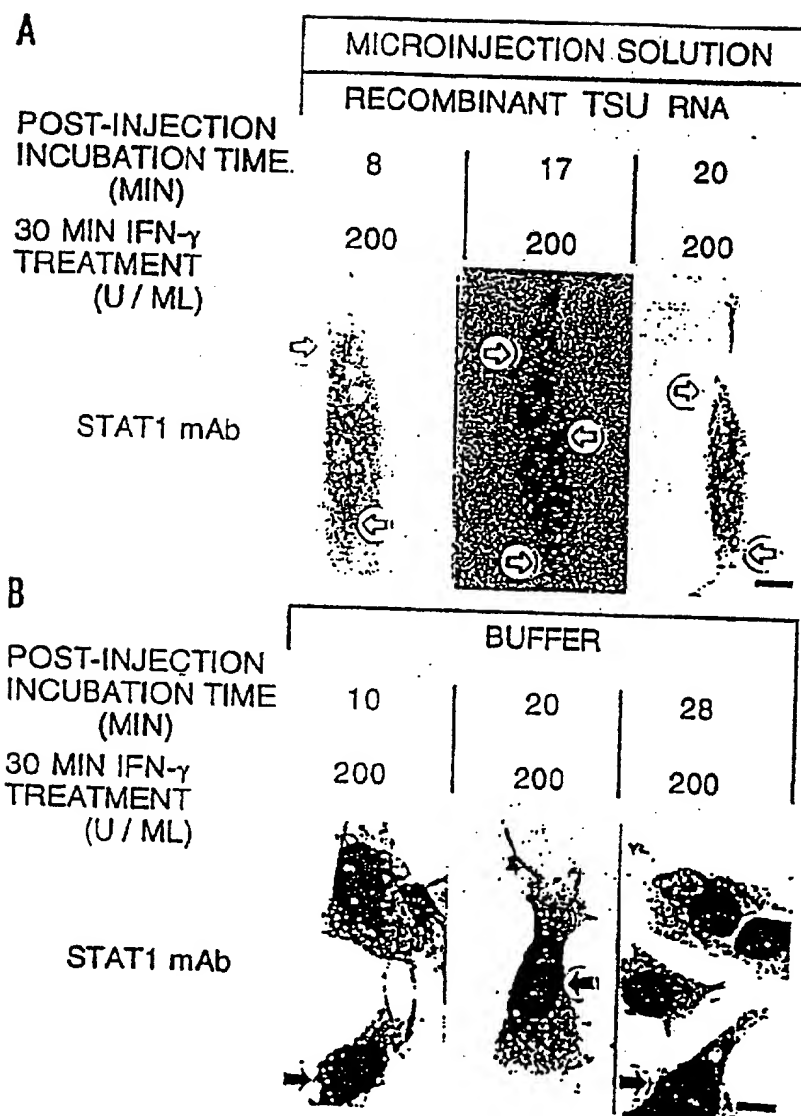 A
MICROINJECTION SOLUTION
RECOMBINANT TSU RNA
POST-INJECTION
INCUBATION TIME.
(MIN)
8 17 20
30 MIN IFN-γ
TREATMENT
(U / ML)
200 200 200
STAT1 mAb
B
BUFFER
POST-INJECTION
INCUBATION TIME
(MIN)
10 20 28
30 MIN IFN-γ
TREATMENT
(U / ML)
200 200 200
STAT1 mAb